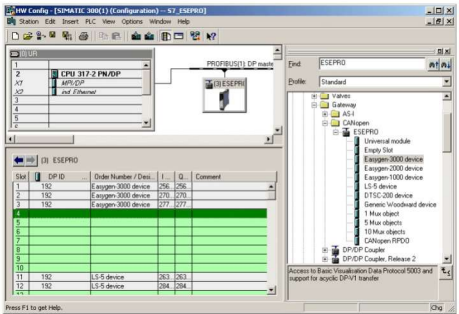 HW Config - [SIMATIC 300(1) (Configuration) -- S7_ESEPRO]
Station Edit Insert PLC View Options Window Help
(0) UR
1
2 CPU 317-2 PN/DP
X1 MPI/DP
X2 Ind. Ethernet
3
4
5
PROFIBUS(1): DP maste
(3) ESEPR
Find: ESEPRO
Profile: Standard
Valves
Gateway
AS-I
CANopen
ESEPRO
Universal module
Empty Slot
Easygen-3000 device
Easygen-2000 device
Easygen-1000 device
LS-5 device
DTSC-200 device
Generic Woodward device
1 Mux object
5 Mux objects
10 Mux objects
CANopen RPDO
DP/DP Coupler
DP/DP Coupler, Release 2
(3) ESEPRO
Slot DP ID ... Order Number / Desi... I ... Q... Comment
1 192 Easygen-3000 device 256... 256...
2 192 Easygen-3000 device 270... 270...
3 192 Easygen-3000 device 277... 277...
4
5
6
7
8
9
10
11 192 LS-5 device 263... 263...
12 192 LS-5 device 284... 284...
Access to Basic Visualisation Data Protocol 5003 and
support for acyclic DP-V1 transfer
Press F1 to get Help.
Chg